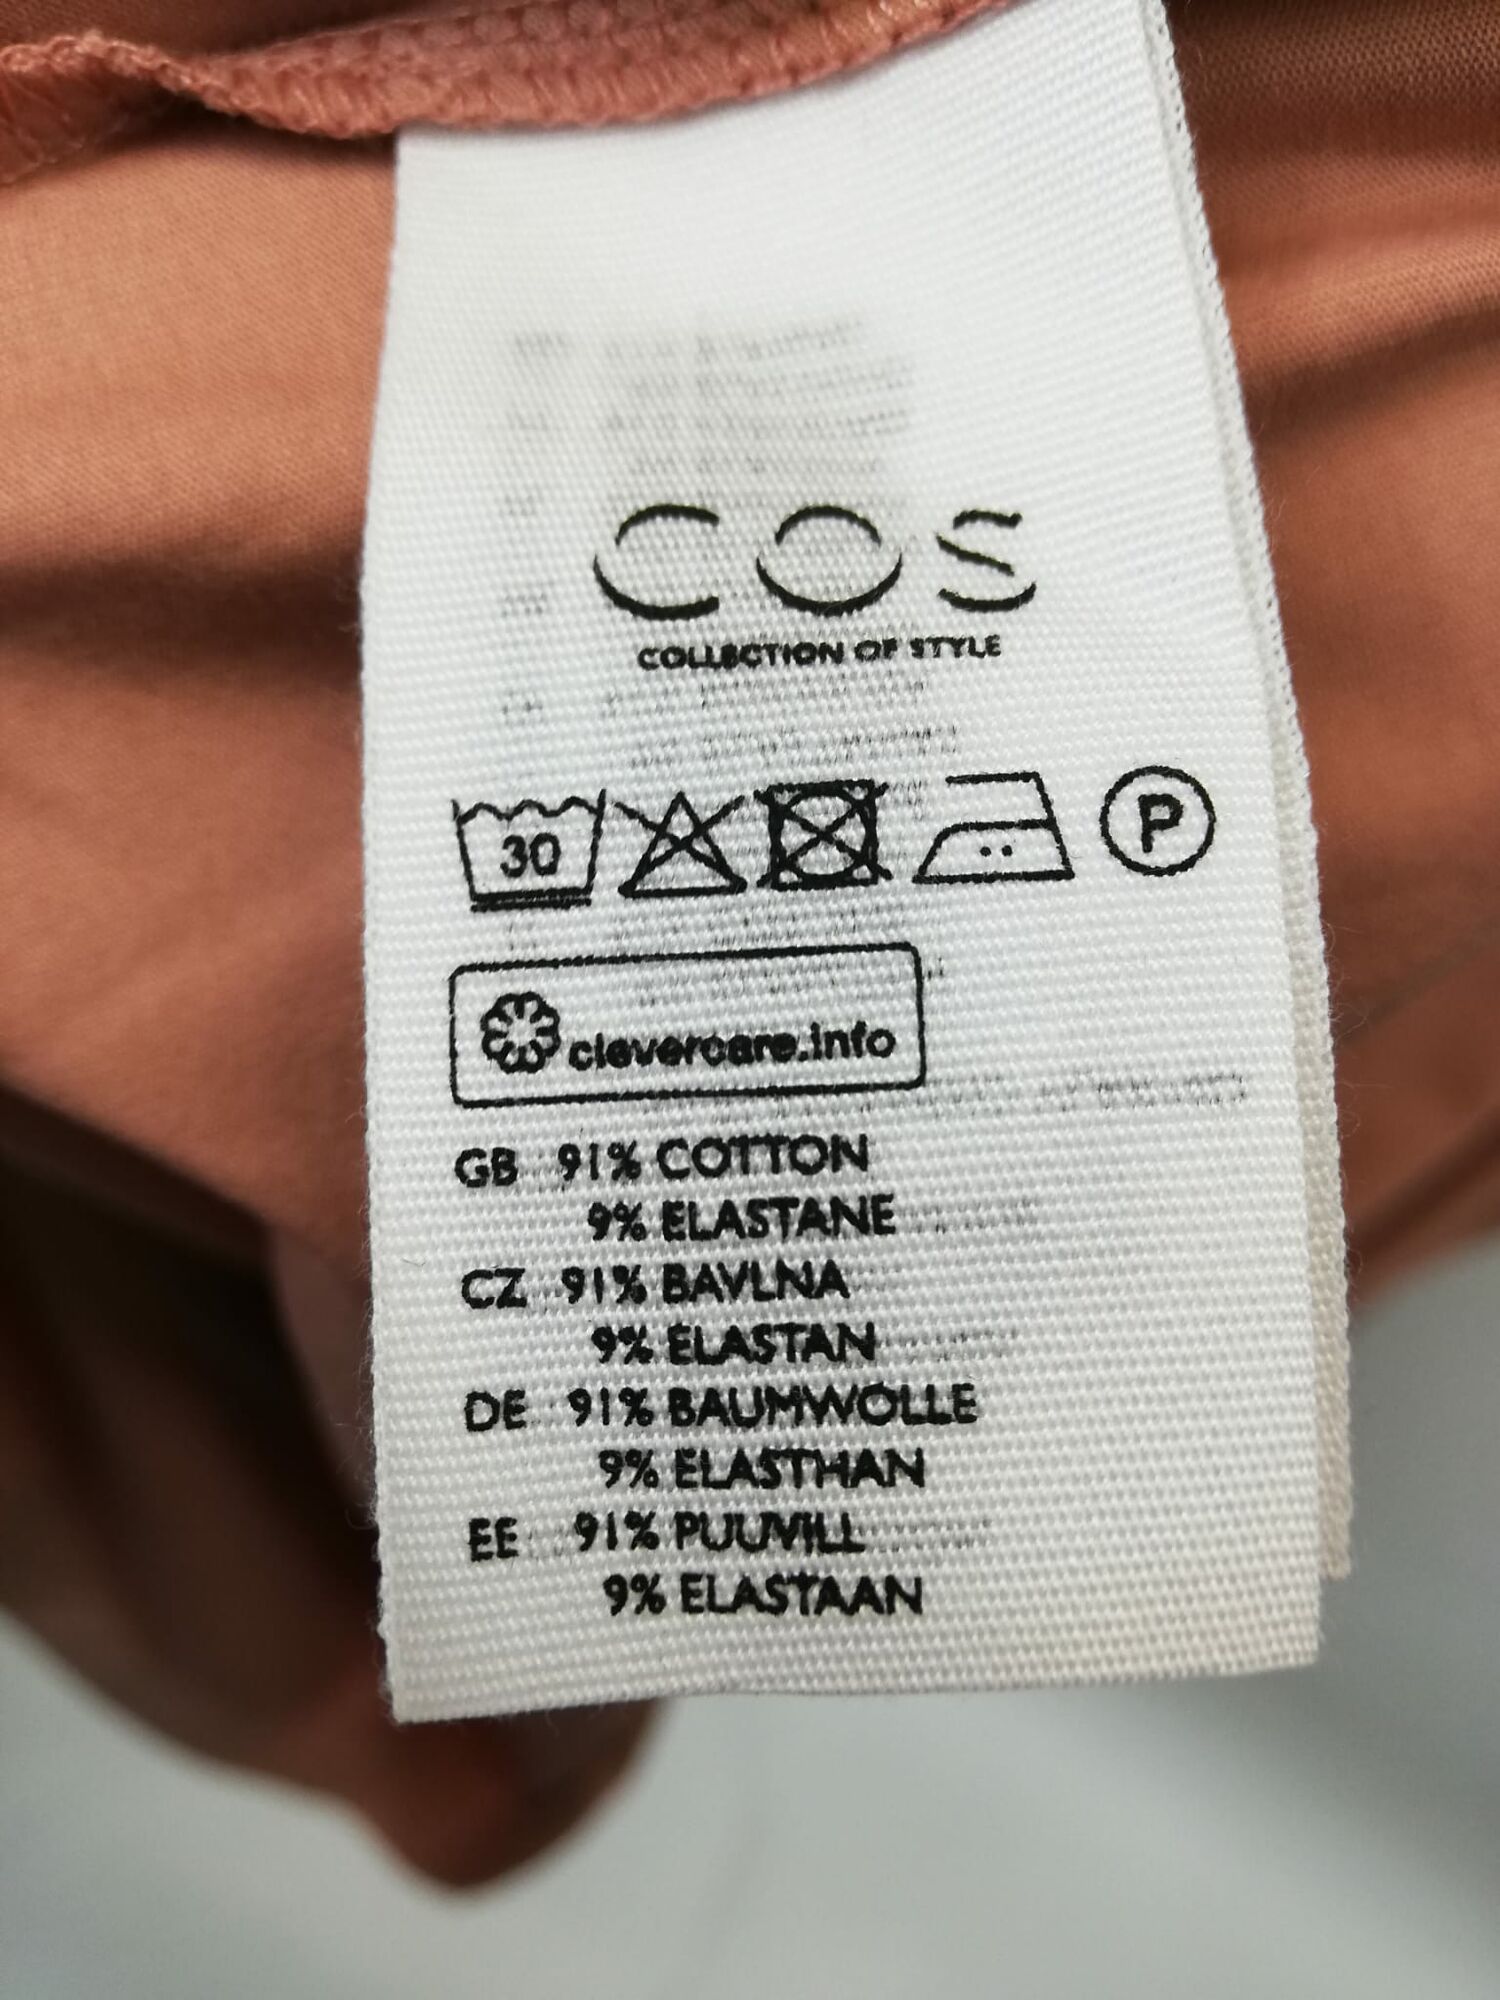 COS
COLLECTION OF STYLE
30 P
clevercare.info
GB 91% COTTON
9% ELASTANE
CZ 91% BAVLNA
9% ELASTAN
DE 91% BAUMWOLLE
9% ELASTHAN
EE 91% PUUVILL
9% ELASTAAN